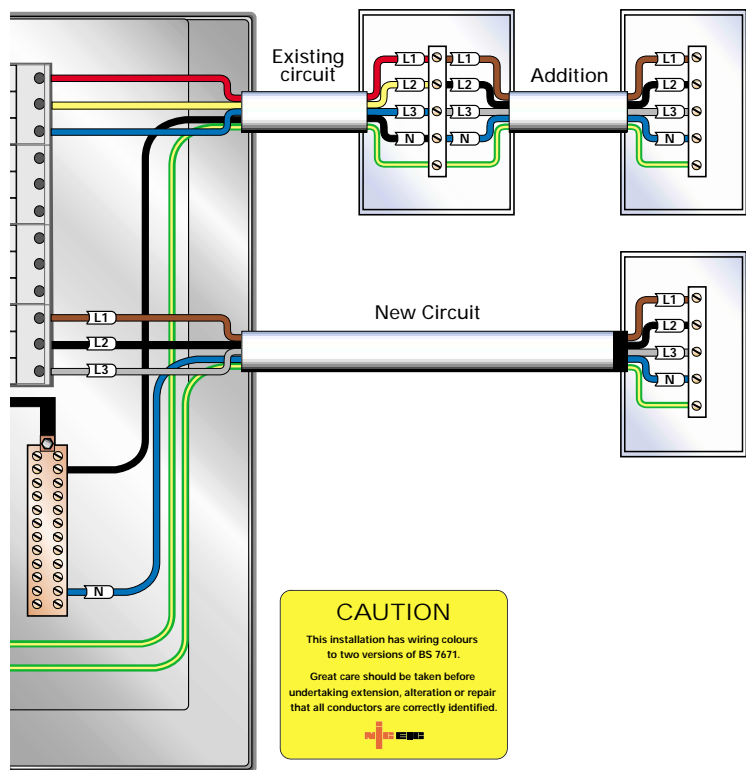 Existing
circuit
Addition
L1 L1 L1
L2 L2 L2
L3 L3 L3
N N N
New Circuit
L1 L1
L2 L2
L3 L3
N
N
CAUTION
This installation has wiring colours
to two versions of BS 7671.
Great care should be taken before
undertaking extension, alteration or repair
that all conductors are correctly identified.
NICEIC